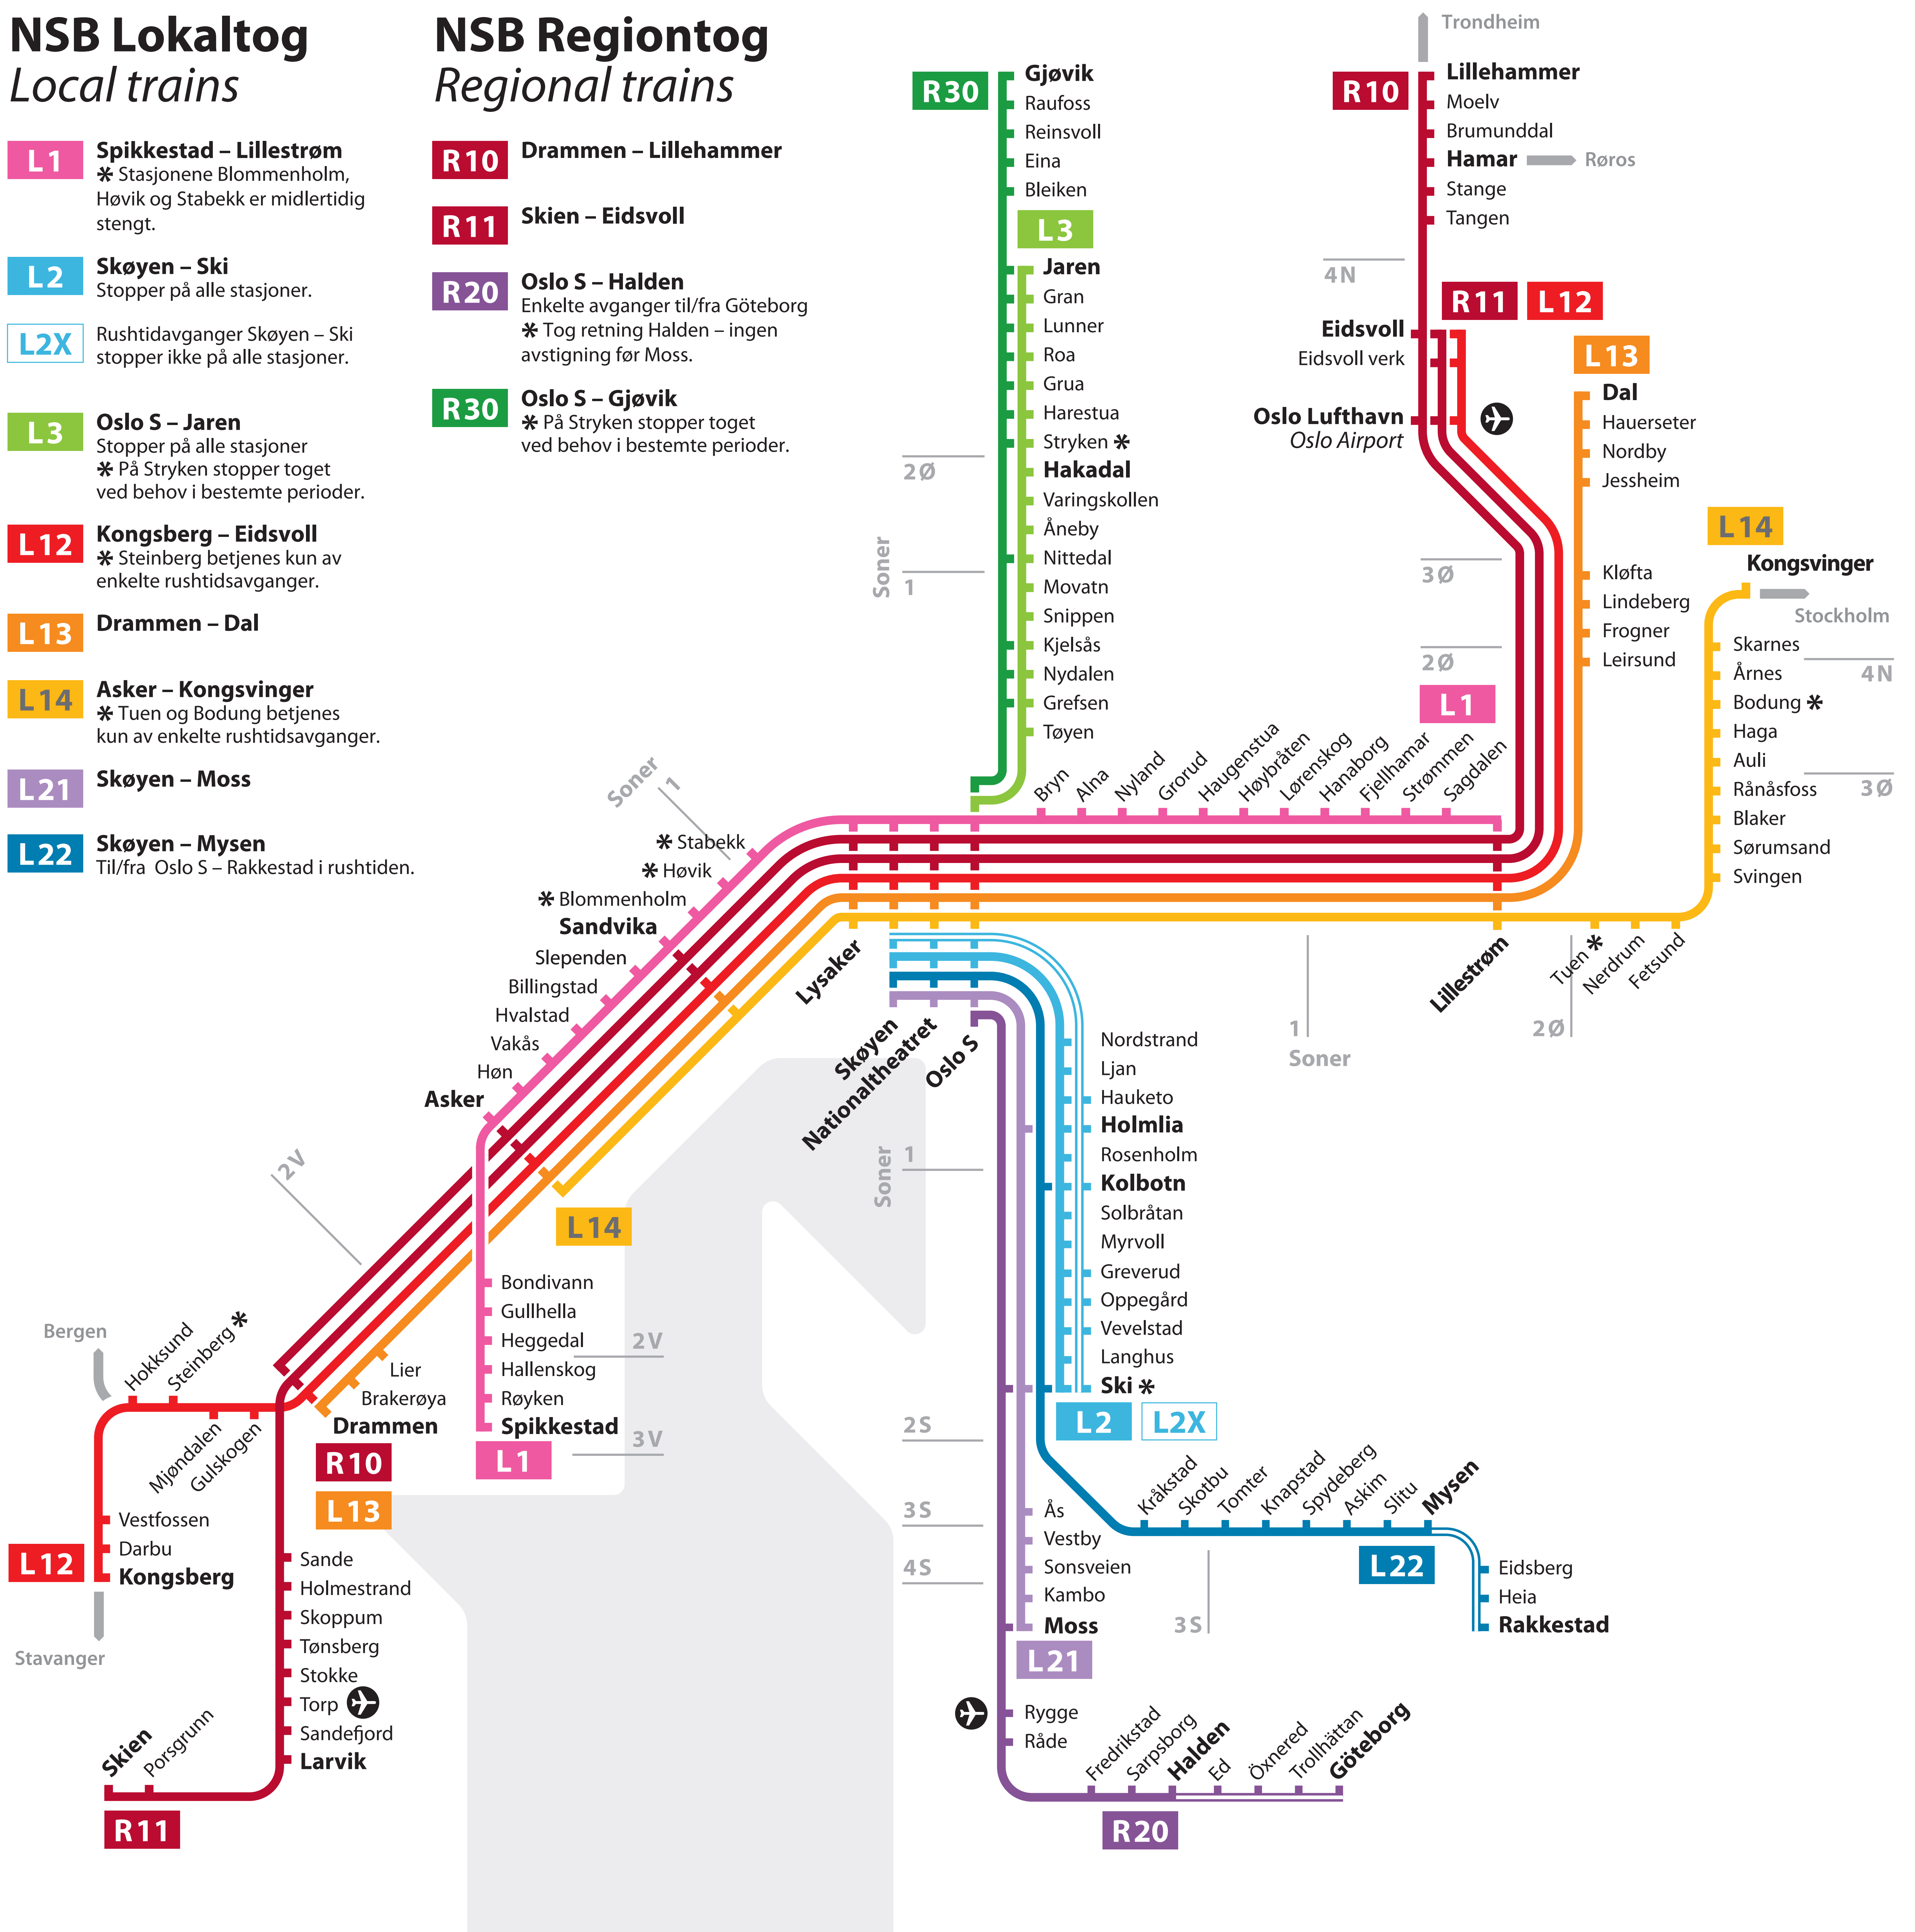 NSB Lokaltog
Local trains
L1
Spikkestad – Lillestrøm
* Stasjonene Blommenholm,
Høvik og Stabekk er midlertidig
stengt.
L2
Skøyen – Ski
Stopper på alle stasjoner.
L2X
Rushtidavganger Skøyen – Ski
stopper ikke på alle stasjoner.
L3
Oslo S – Jaren
Stopper på alle stasjoner
* På Stryken stopper toget
ved behov i bestemte perioder.
L12
Kongsberg – Eidsvoll
* Steinberg betjenes kun av
enkelte rushtidsavganger.
L13
Drammen – Dal
L14
Asker – Kongsvinger
* Tuen og Bodung betjenes
kun av enkelte rushtidsavganger.
L21
Skøyen – Moss
L22
Skøyen – Mysen
Til/fra Oslo S – Rakkestad i rushtiden.
NSB Regiontog
Regional trains
R10
Drammen – Lillehammer
R11
Skien – Eidsvoll
R20
Oslo S – Halden
Enkelte avganger til/fra Göteborg
* Tog retning Halden – ingen
avstigning før Moss.
R30
Oslo S – Gjøvik
* På Stryken stopper toget
ved behov i bestemte perioder.
R30
Gjøvik
Raufoss
Reinsvoll
Eina
Bleiken
L3
Jaren
Gran
Lunner
Roa
Grua
Harestua
Stryken *
2Ø
Hakadal
Varingskollen
Åneby
Nittedal
Soner
1
Movatn
Snippen
Kjelsås
Nydalen
Grefsen
Tøyen
Trondheim
R10
Lillehammer
Moelv
Brumunddal
Hamar
Røros
Stange
Tangen
4N
R11
L12
Eidsvoll
Eidsvoll verk
Oslo Lufthavn
Oslo Airport
L13
Dal
Hauerseter
Nordby
Jessheim
3Ø
Kløfta
Lindeberg
Frogner
Leirsund
2Ø
L1
L14
Kongsvinger
Stockholm
Skarnes
Årnes
4N
Bodung *
Haga
Auli
Rånåsfoss
3Ø
Blaker
Sørumsand
Svingen
Bryn
Alna
Nyland
Grorud
Haugenstua
Høybråten
Lørenskog
Hanaborg
Fjellhamar
Strømmen
Sagdalen
Lillestrøm
Tuen *
Nerdrum
Fetsund
1
Soner
2Ø
Soner
1
* Stabekk
* Høvik
* Blommenholm
Sandvika
Slependen
Billingstad
Hvalstad
Vakås
Høn
Asker
Lysaker
Skøyen
Nationaltheatret
Oslo S
2V
L14
Bondivann
Gullhella
Heggedal
2V
Hallenskog
Røyken
Spikkestad
3V
L1
Bergen
Hokksund
Steinberg *
Mjøndalen
Gulskogen
Lier
Brakerøya
Drammen
R10
L13
Vestfossen
Darbu
L12
Kongsberg
Stavanger
Sande
Holmestrand
Skoppum
Tønsberg
Stokke
Torp
Sandefjord
Larvik
Skien
Porsgrunn
R11
Nordstrand
Ljan
Hauketo
Holmlia
Soner
1
Rosenholm
Kolbotn
Solbråtan
Myrvoll
Greverud
Oppegård
Vevelstad
Langhus
Ski *
L2
L2X
2S
Kråkstad
Skotbu
Tomter
Knapstad
Spydeberg
Askim
Slitu
Mysen
3S
L22
Eidsberg
Heia
Rakkestad
3S
Ås
Vestby
4S
Sonsveien
Kambo
Moss
L21
Rygge
Råde
Fredrikstad
Sarpsborg
Halden
Ed
Öxnered
Trollhättan
Göteborg
R20